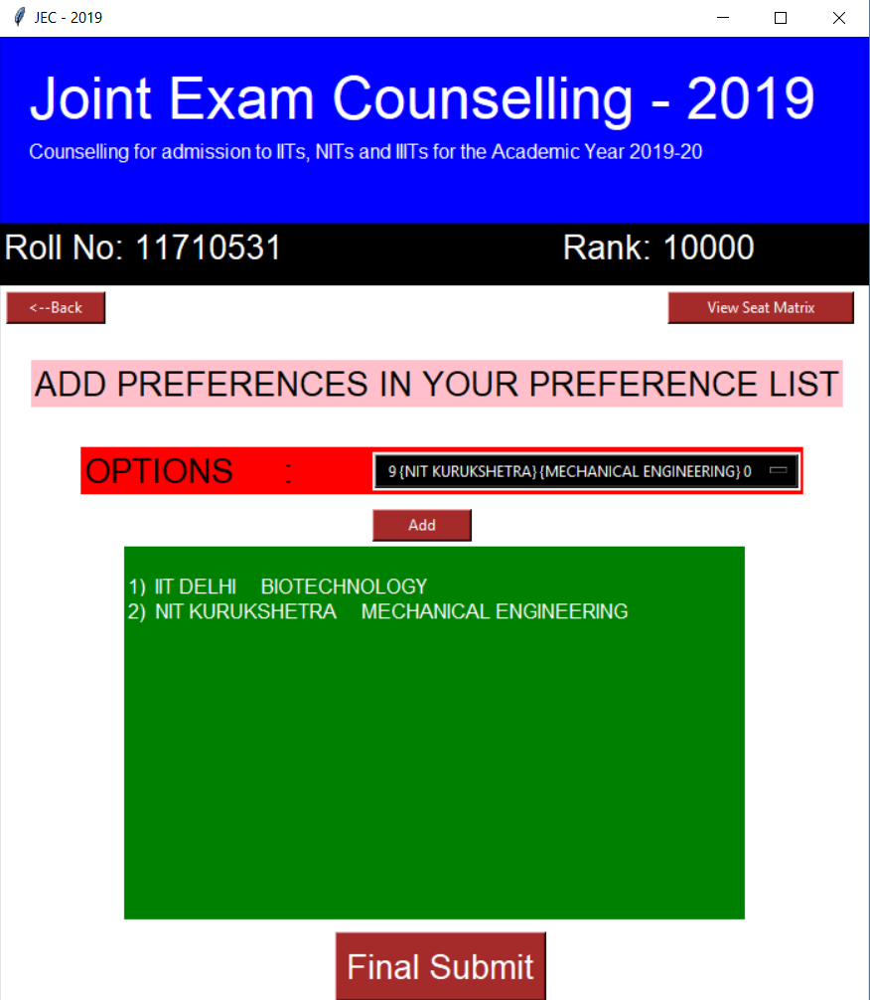 JEC - 2019
Joint Exam Counselling - 2019
Counselling for admission to IITs, NITs and IIITs for the Academic Year 2019-20
Roll No: 11710531 Rank: 10000
<--Back View Seat Matrix
ADD PREFERENCES IN YOUR PREFERENCE LIST
OPTIONS : 9 {NIT KURUKSHETRA} {MECHANICAL ENGINEERING} 0
Add
1) IIT DELHI BIOTECHNOLOGY
2) NIT KURUKSHETRA MECHANICAL ENGINEERING
Final Submit